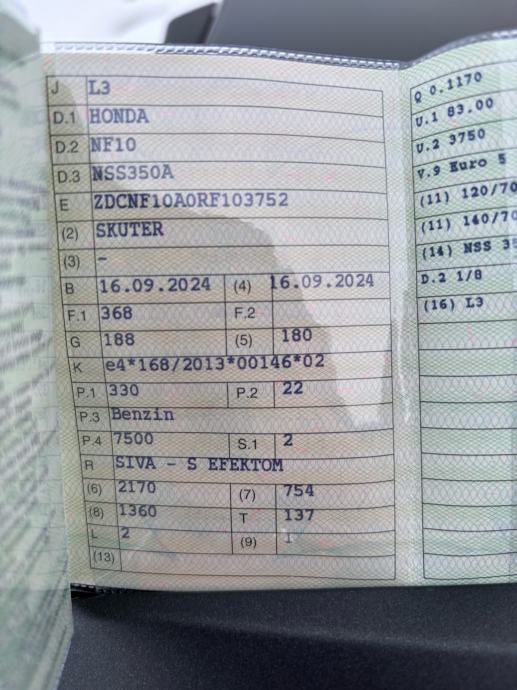 J L3
D.1 HONDA
D.2 NF10
D.3 NSS350A
E ZDCNF10A0RF103752
(2) SKUTER
(3) -
B 16.09.2024 (4) 16.09.2024
F.1 368 F.2
G 188 (5) 180
K e4*168/2013*00146*02
P.1 330 P.2 22
P.3 Benzin
P.4 7500 S.1 2
R SIVA - S EFEKTOM
(6) 2170 (7) 754
(8) 1360 T 137
L 2 (9) 1
(13)
Q 0.1170
U.1 83.00
U.2 3750
V.9 Euro 5
(11) 120/70
(11) 140/70
(14) NSS 35
D.2 1/8
(16) L3